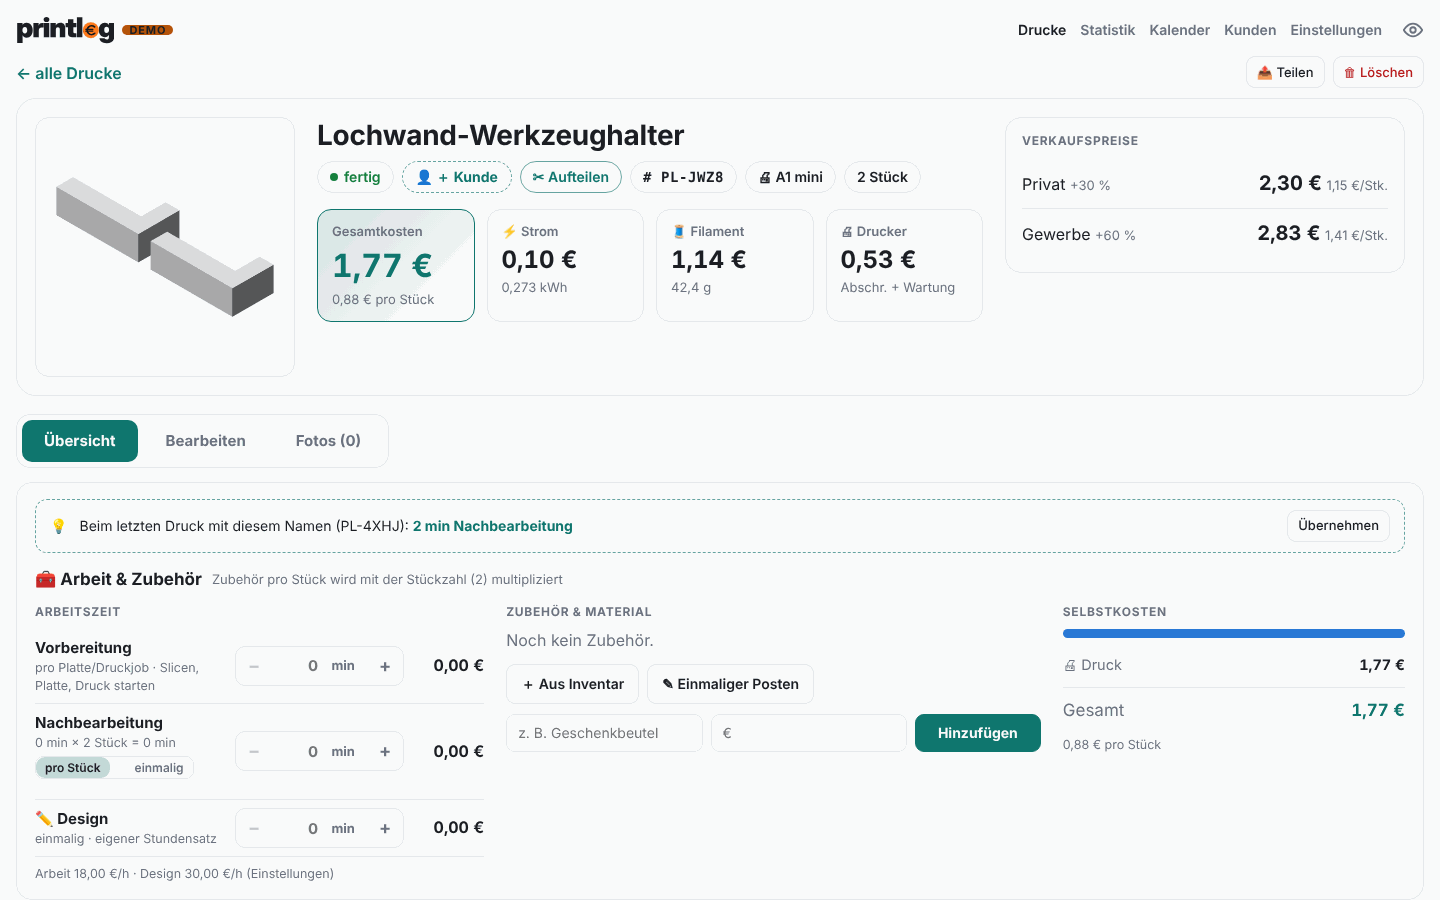 printl€g DEMO
Drucke Statistik Kalender Kunden Einstellungen
← alle Drucke
Teilen
Löschen
Lochwand-Werkzeughalter
fertig
+ Kunde
Aufteilen
# PL-JWZ8
A1 mini
2 Stück
Gesamtkosten
1,77 €
0,88 € pro Stück
Strom
0,10 €
0,273 kWh
Filament
1,14 €
42,4 g
Drucker
0,53 €
Abschr. + Wartung
VERKAUFSPREISE
Privat +30 % 2,30 € 1,15 €/Stk.
Gewerbe +60 % 2,83 € 1,41 €/Stk.
Übersicht
Bearbeiten
Fotos (0)
Beim letzten Druck mit diesem Namen (PL-4XHJ): 2 min Nachbearbeitung
Übernehmen
Arbeit & Zubehör Zubehör pro Stück wird mit der Stückzahl (2) multipliziert
ARBEITSZEIT
Vorbereitung
pro Platte/Druckjob · Slicen,
Platte, Druck starten
− 0 min + 0,00 €
Nachbearbeitung
0 min × 2 Stück = 0 min
pro Stück einmalig
− 0 min + 0,00 €
Design
einmalig · eigener Stundensatz
− 0 min + 0,00 €
Arbeit 18,00 €/h · Design 30,00 €/h (Einstellungen)
ZUBEHÖR & MATERIAL
Noch kein Zubehör.
+ Aus Inventar
Einmaliger Posten
z. B. Geschenkbeutel
€
Hinzufügen
SELBSTKOSTEN
Druck 1,77 €
Gesamt 1,77 €
0,88 € pro Stück